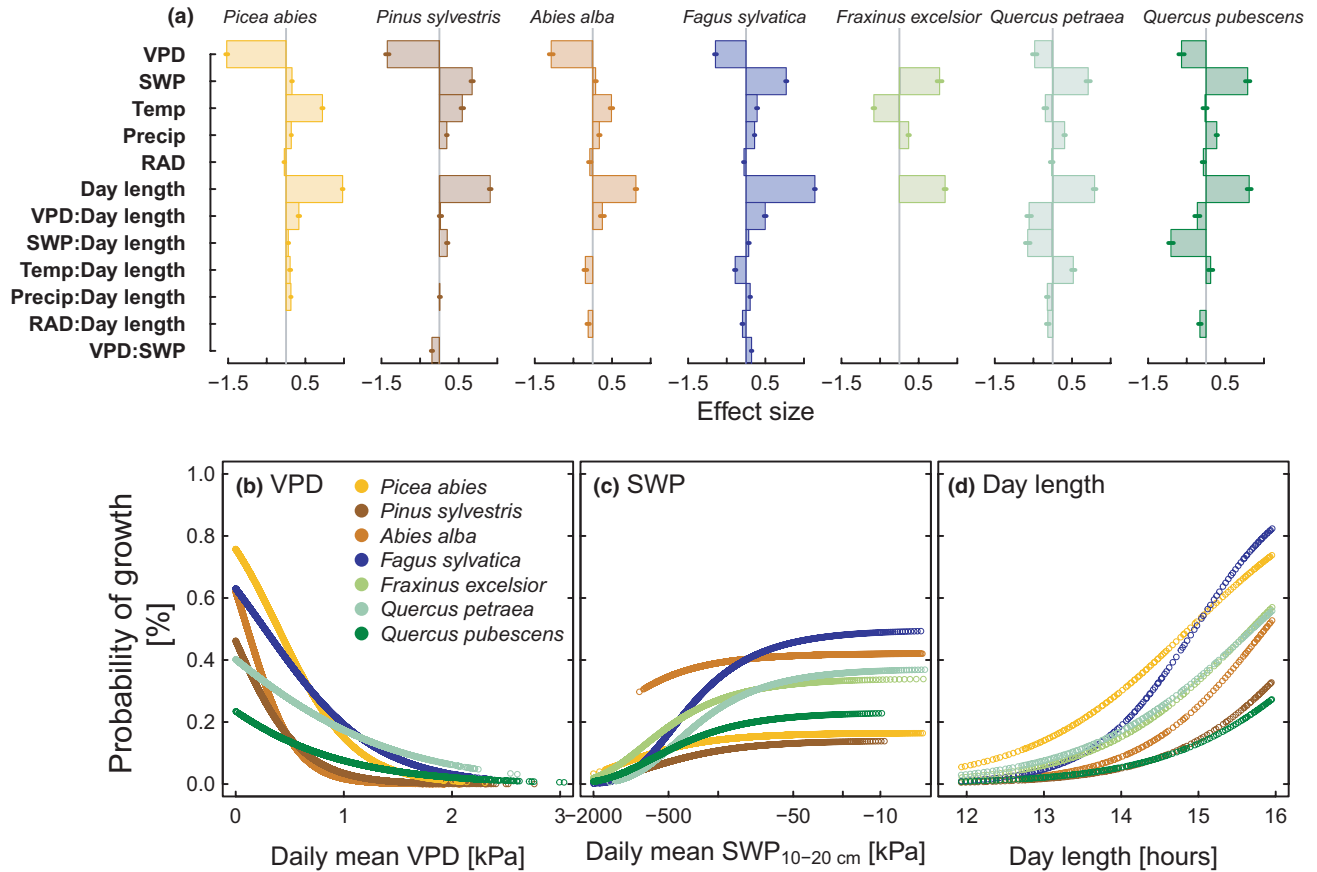 (a) Picea abies Pinus sylvestris Abies alba Fagus sylvatica Fraxinus excelsior Quercus petraea Quercus pubescens
VPD
SWP
Temp
Precip
RAD
Day length
VPD:Day length
SWP:Day length
Temp:Day length
Precip:Day length
RAD:Day length
VPD:SWP
−1.5 0.5 −1.5 0.5 −1.5 0.5 −1.5 0.5 −1.5 0.5 −1.5 0.5 −1.5 0.5
Effect size
Probability of growth
[%]
1.0
0.8
0.6
0.4
0.2
0.0
(b) VPD
Picea abies
Pinus sylvestris
Abies alba
Fagus sylvatica
Fraxinus excelsior
Quercus petraea
Quercus pubescens
0 1 2 3
Daily mean VPD [kPa]
(c) SWP
−2000 −500 −50 −10
Daily mean SWP10−20 cm [kPa]
(d) Day length
12 13 14 15 16
Day length [hours]